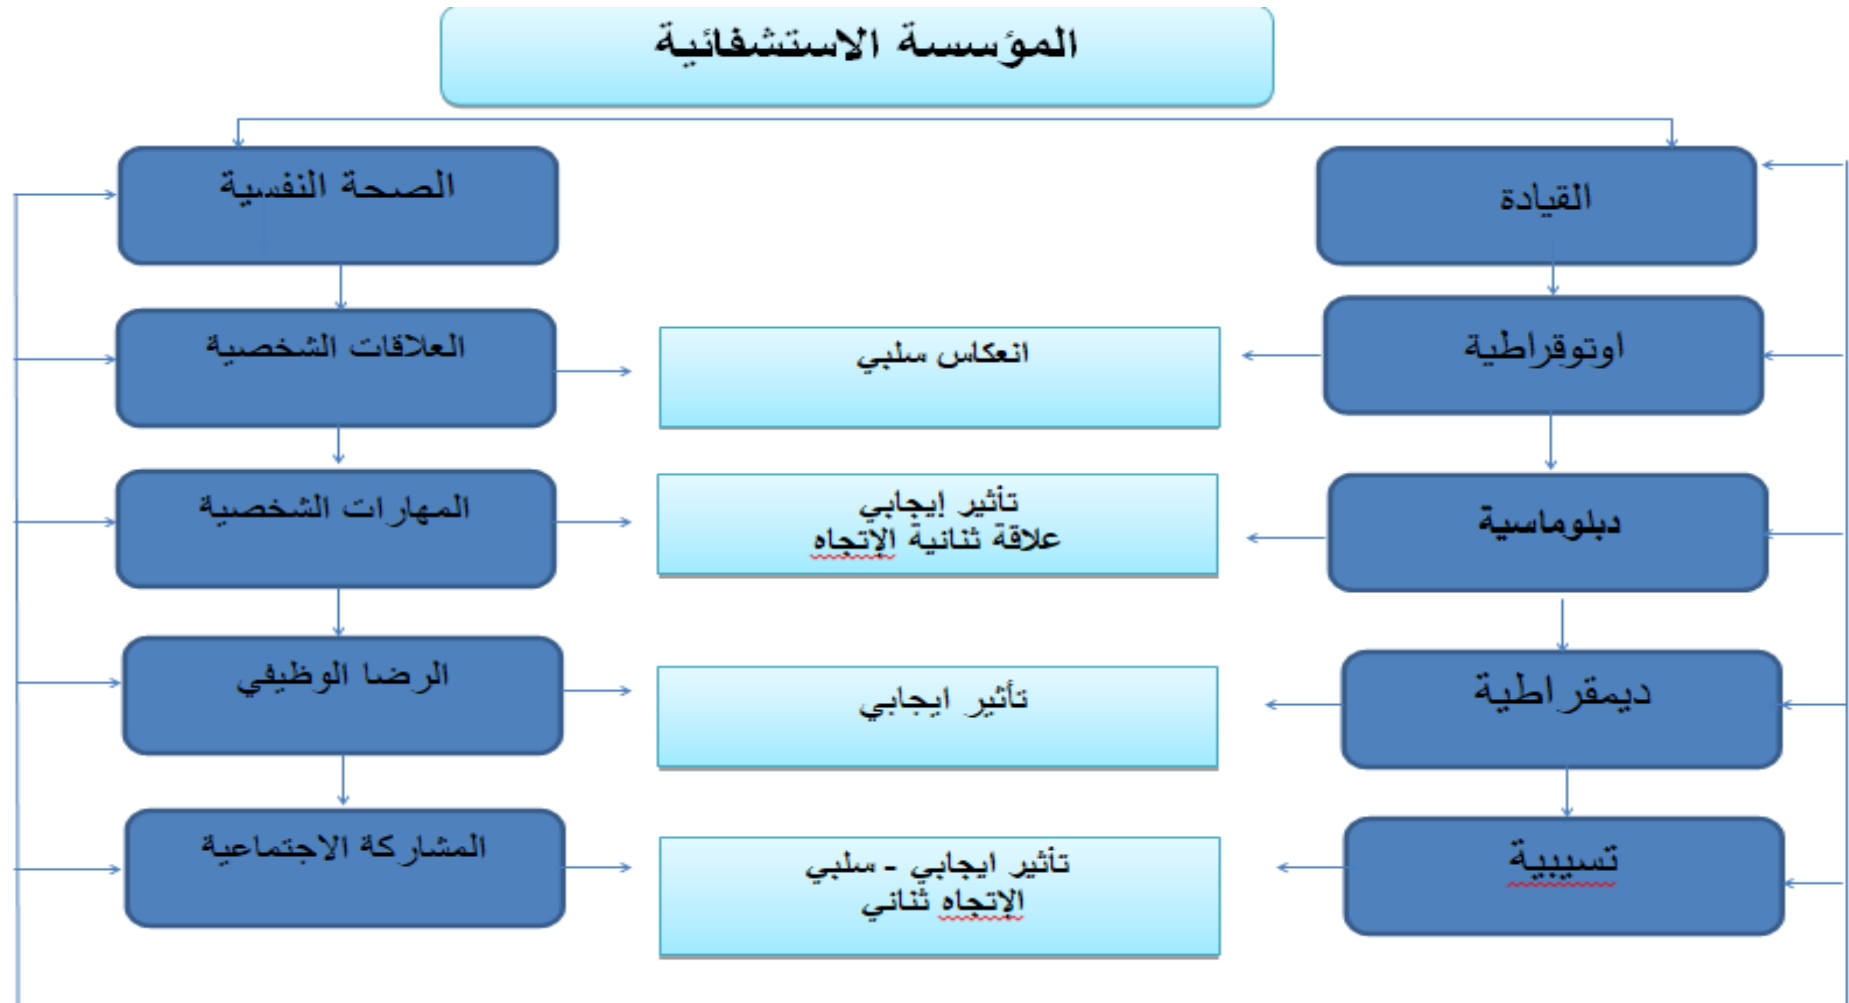 المؤسسة الاستشفائية
القيادة
الصحة النفسية
اوتوقراطية
انعكاس سلبي
العلاقات الشخصية
دبلوماسية
تأثير إيجابي
علاقة ثنائية الإتجاه
المهارات الشخصية
ديمقراطية
تأثير ايجابي
الرضا الوظيفي
تسيبية
تأثير ايجابي - سلبي
الإتجاه ثنائي
المشاركة الاجتماعية